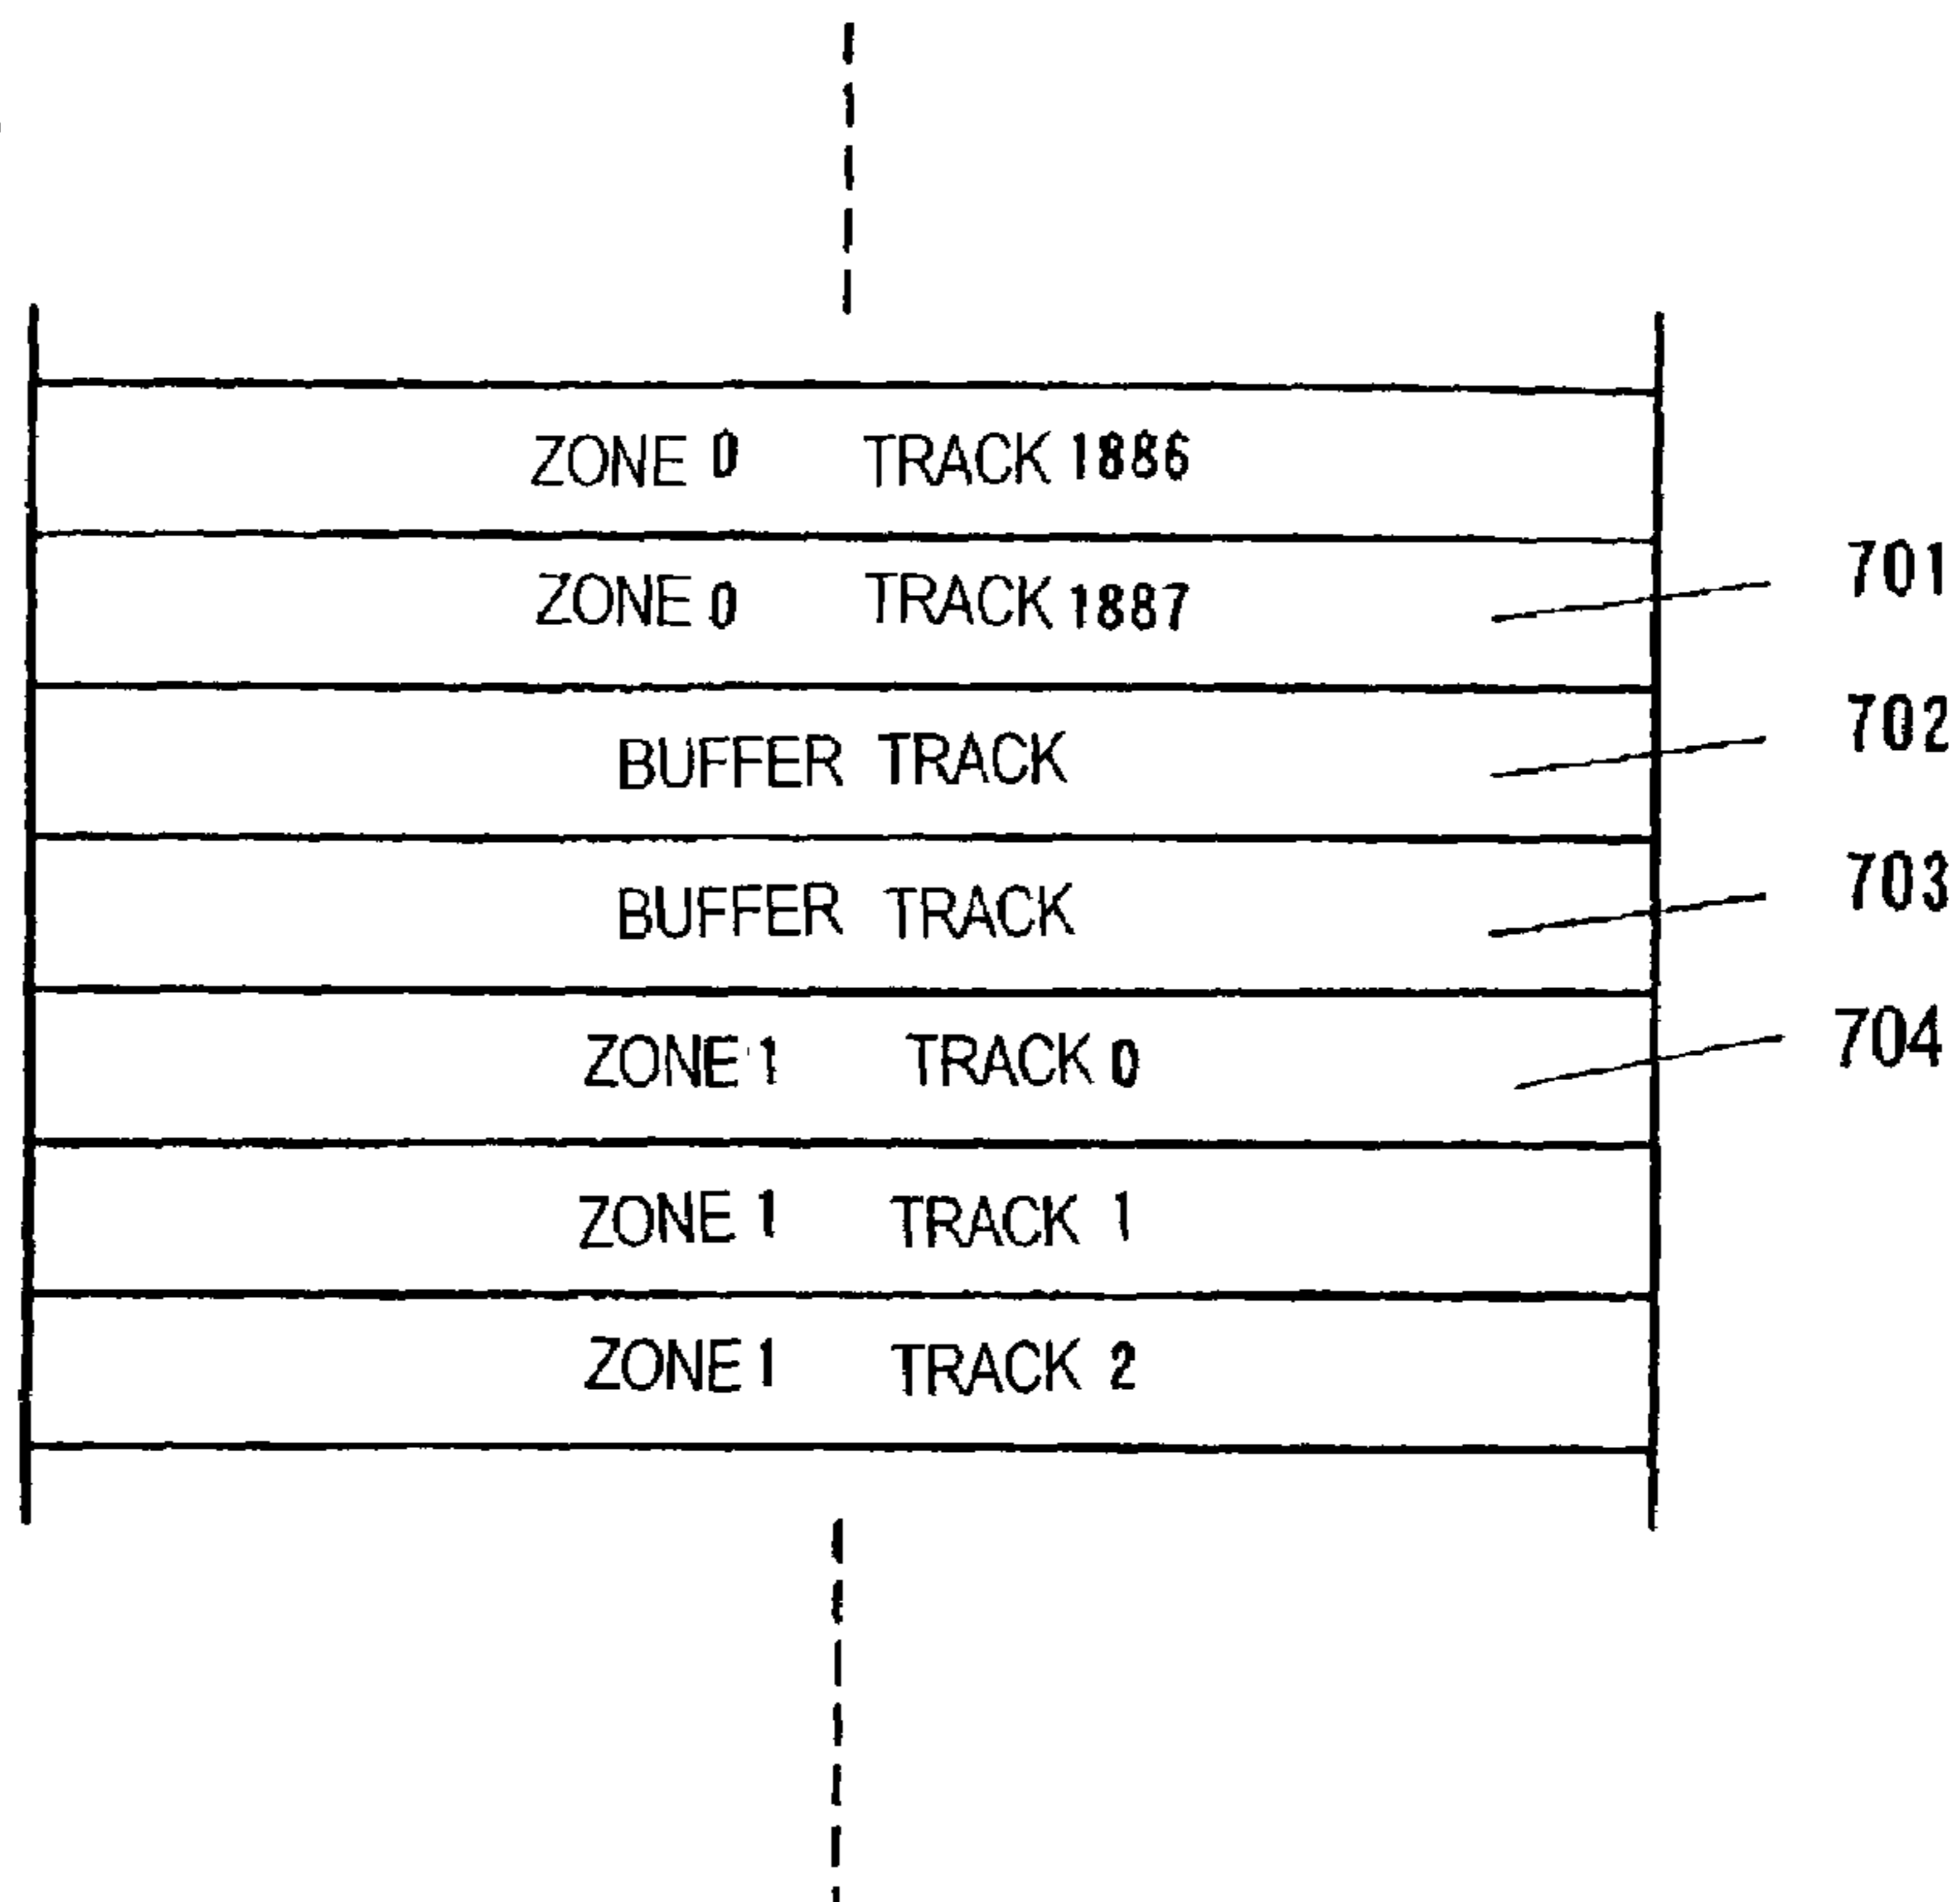 ZONE 0 TRACK 1886
ZONE 0 TRACK 1887
701
BUFFER TRACK
702
BUFFER TRACK
703
ZONE 1 TRACK 0
704
ZONE 1 TRACK 1
ZONE 1 TRACK 2